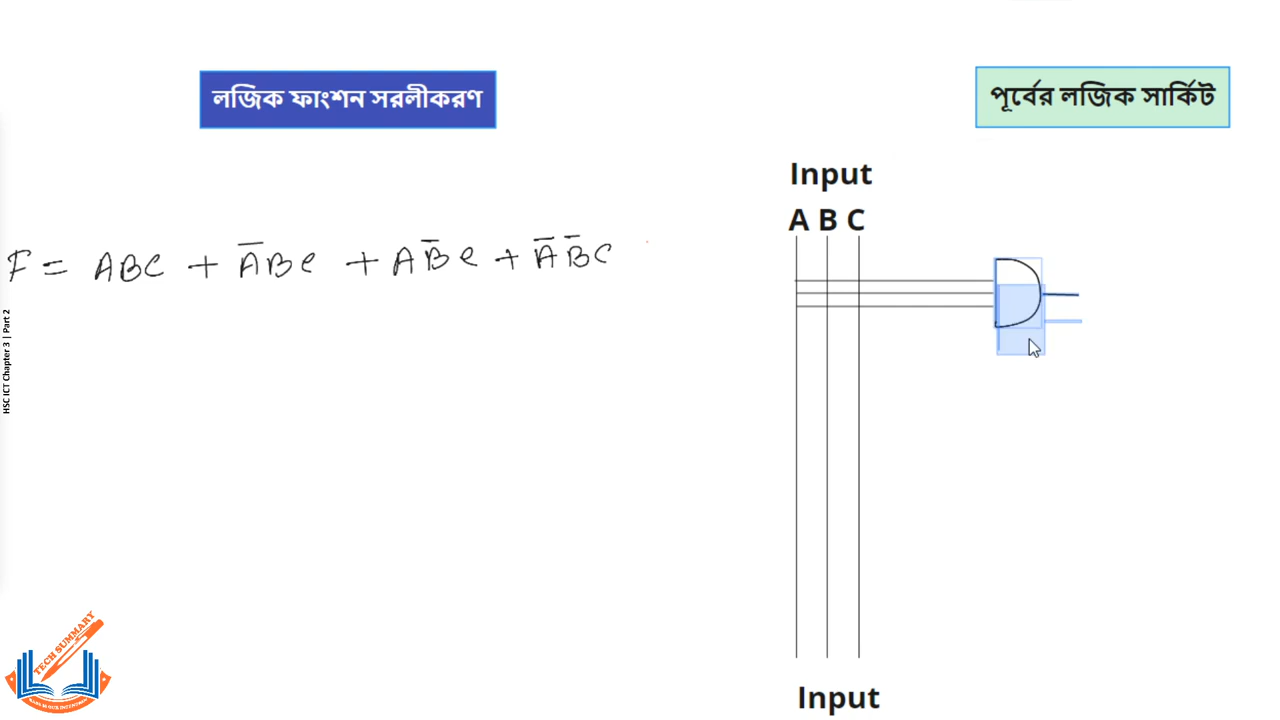 লজিক ফাংশন সরলীকরণ
পূর্বের লজিক সার্কিট
Input
A B C
F = ABC + A̅BC + AB̅C + A̅B̅C
HSC ICT Chapter 3 | Part 2
TECH SUMMARY
Input